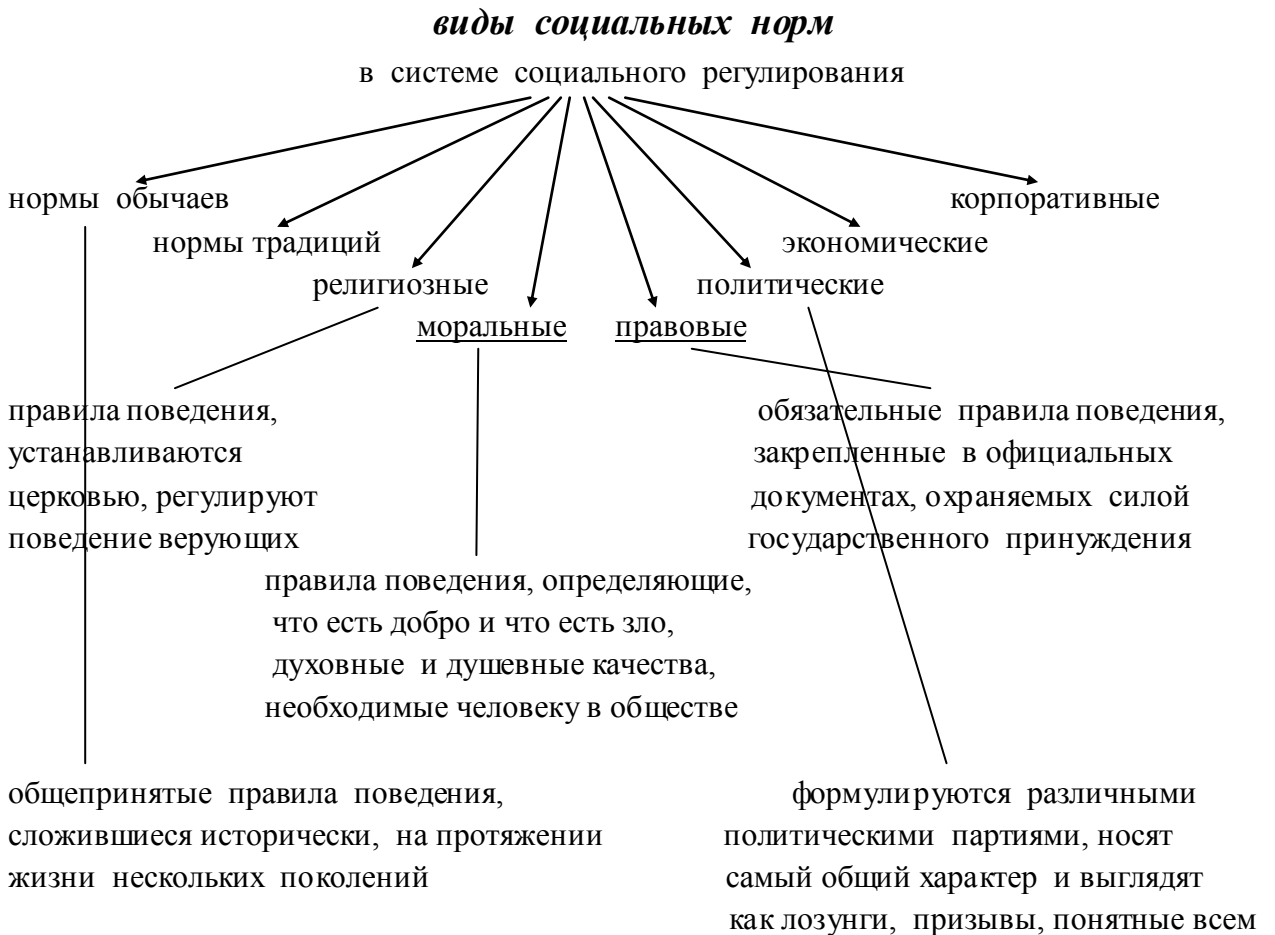 виды социальных норм
в системе социального регулирования
нормы обычаев
корпоративные
нормы традиций
экономические
религиозные
политические
моральные
правовые
правила поведения,
устанавливаются
церковью, регулируют
поведение верующих
обязательные правила поведения,
закрепленные в официальных
документах, охраняемых силой
государственного принуждения
правила поведения, определяющие,
что есть добро и что есть зло,
духовные и душевные качества,
необходимые человеку в обществе
общепринятые правила поведения,
сложившиеся исторически, на протяжении
жизни нескольких поколений
формулируются различными
политическими партиями, носят
самый общий характер и выглядят
как лозунги, призывы, понятные всем